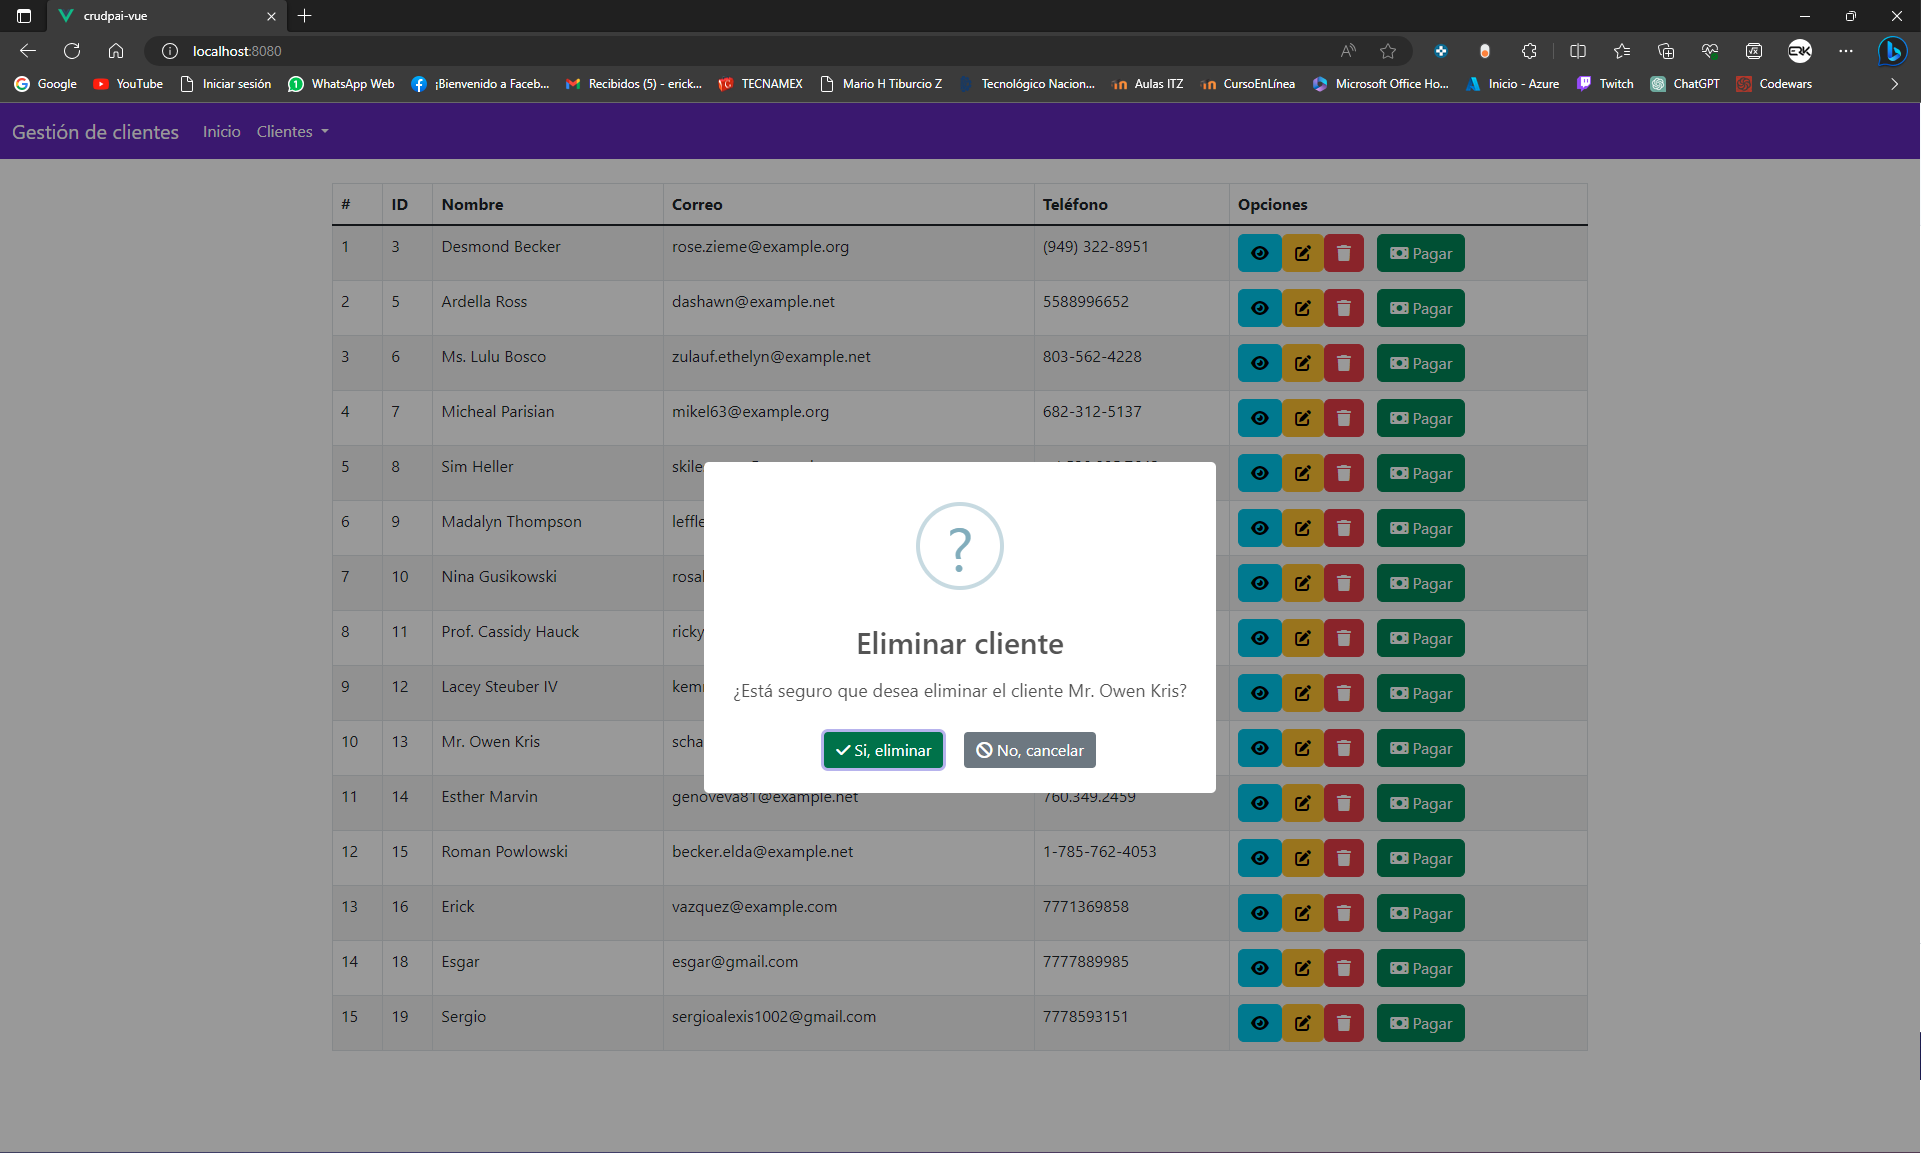 crudpai-vue
localhost:8080
Google YouTube Iniciar sesión WhatsApp Web ¡Bienvenido a Faceb... Recibidos (5) - erick... TECNAMEX Mario H Tiburcio Z Tecnológico Nacion... Aulas ITZ CursoEnLínea Microsoft Office Ho... Inicio - Azure Twitch ChatGPT Codewars
Gestión de clientes Inicio Clientes
# ID Nombre Correo Teléfono Opciones
1 3 Desmond Becker rose.zieme@example.org (949) 322-8951 Pagar
2 5 Ardella Ross dashawn@example.net 5588996652 Pagar
3 6 Ms. Lulu Bosco zulauf.ethelyn@example.net 803-562-4228 Pagar
4 7 Micheal Parisian mikel63@example.org 682-312-5137 Pagar
5 8 Sim Heller skile Pagar
6 9 Madalyn Thompson leffle Pagar
7 10 Nina Gusikowski rosal Pagar
8 11 Prof. Cassidy Hauck ricky Pagar
9 12 Lacey Steuber IV kem Pagar
10 13 Mr. Owen Kris scha Pagar
11 14 Esther Marvin genoveva81@example.net 760.349.2459 Pagar
12 15 Roman Powlowski becker.elda@example.net 1-785-762-4053 Pagar
13 16 Erick vazquez@example.com 7771369858 Pagar
14 18 Esgar esgar@gmail.com 7777889985 Pagar
15 19 Sergio sergioalexis1002@gmail.com 7778593151 Pagar
?
Eliminar cliente
¿Está seguro que desea eliminar el cliente Mr. Owen Kris?
Si, eliminar No, cancelar